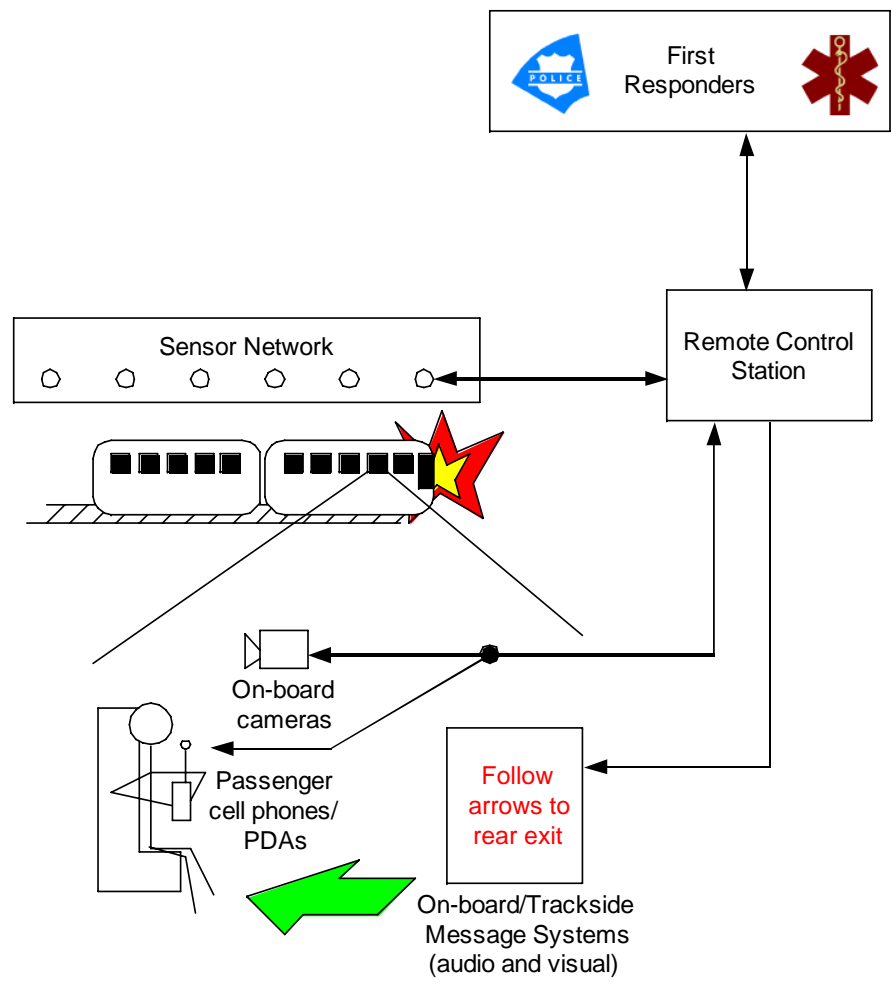 First
Responders
POLICE
Sensor Network
Remote Control
Station
On-board
cameras
Passenger
cell phones/
PDAs
Follow
arrows to
rear exit
On-board/Trackside
Message Systems
(audio and visual)